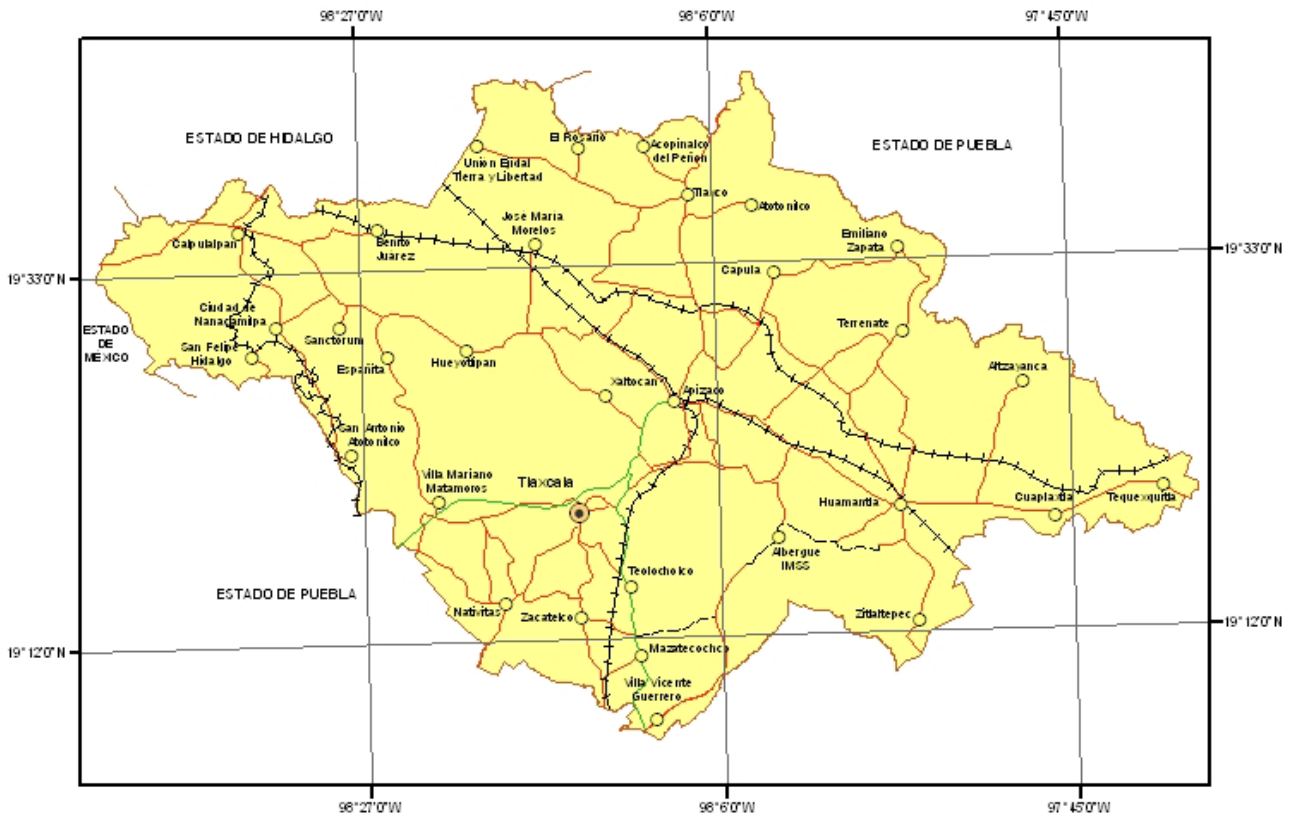 98°27'0"W
98°6'0"W
97°45'0"W
ESTADO DE HIDALGO
ESTADO DE PUEBLA
El Rosario
Acopinalco
del Peñon
Unión Ejidal
Tierra y Libertad
Tlaxco
Atotonilco
José María
Morelos
Emiliano
Zapata
Calpulalpan
Benito
Juarez
19°33'0"N
Capula
19°33'0"N
Ciudad de
Nanacamilpa
ESTADO
DE
MEXICO
Sanctorum
San Felipe
Hidalgo
Españita
Hueyotlipan
Terrenate
Altzayanca
Xaltocan
Apizaco
San Antonio
Atotonilco
Villa Mariano
Matamoros
Tlaxcala
Huamantla
Cuapiaxtla
Tequexquitla
Albergue
IMSS
Teolocholco
ESTADO DE PUEBLA
Nativitas
Zacatelco
Zitlaltepec
19°12'0"N
19°12'0"N
Mazatecochco
Villa Vicente
Guerrero
98°27'0"W
98°6'0"W
97°45'0"W